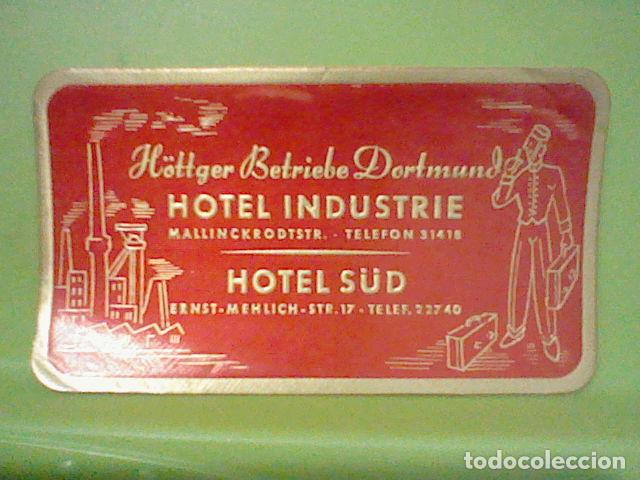 Höttger Betriebe Dortmund
HOTEL INDUSTRIE
MALLINCKRODTSTR. - TELEFON 31418
HOTEL SÜD
ERNST-MEHLICH-STR. 17 - TELEF. 22740
todocoleccion